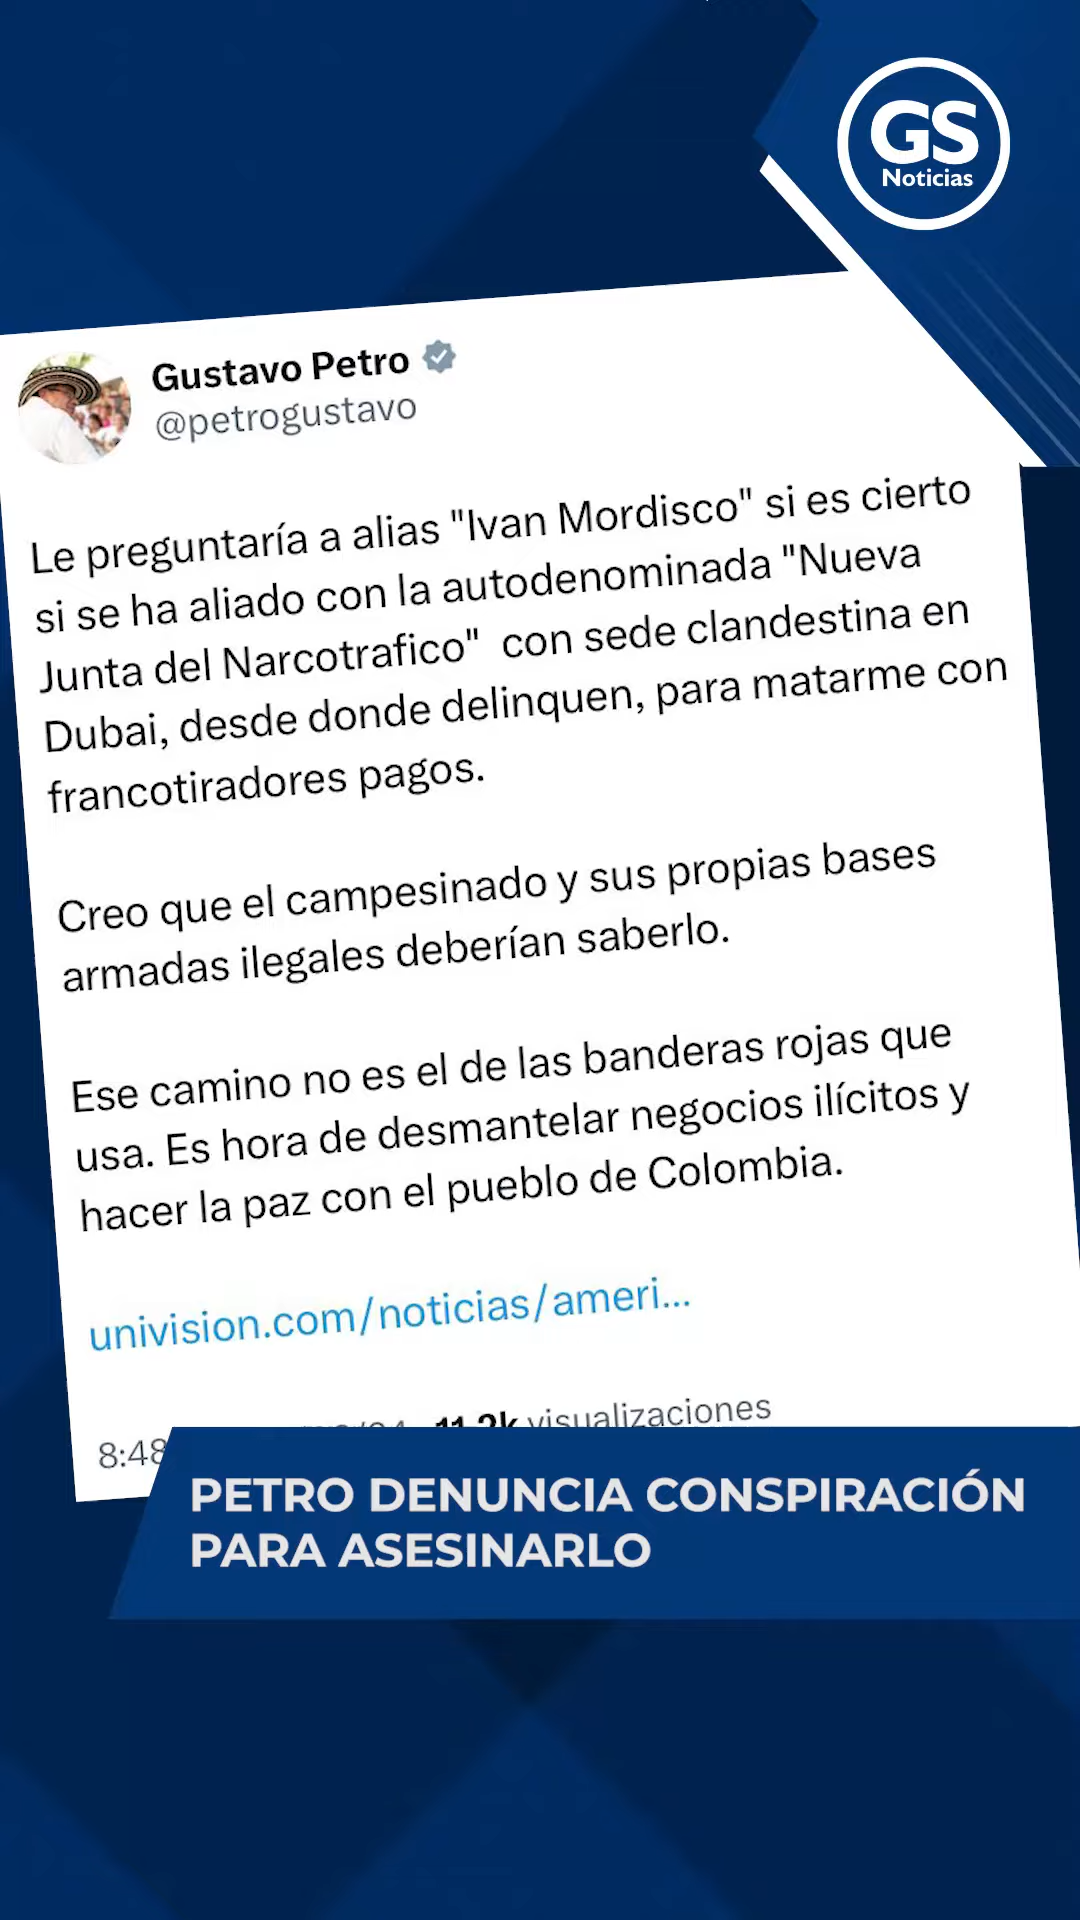 GS
Noticias
Gustavo Petro
@petrogustavo
Le preguntaría a alias "Ivan Mordisco" si es cierto
si se ha aliado con la autodenominada "Nueva
Junta del Narcotrafico" con sede clandestina en
Dubai, desde donde delinquen, para matarme con
francotiradores pagos.
Creo que el campesinado y sus propias bases
armadas ilegales deberían saberlo.
Ese camino no es el de las banderas rojas que
usa. Es hora de desmantelar negocios ilícitos y
hacer la paz con el pueblo de Colombia.
univision.com/noticias/ameri...
8:48 11.2k visualizaciones
PETRO DENUNCIA CONSPIRACIÓN
PARA ASESINARLO